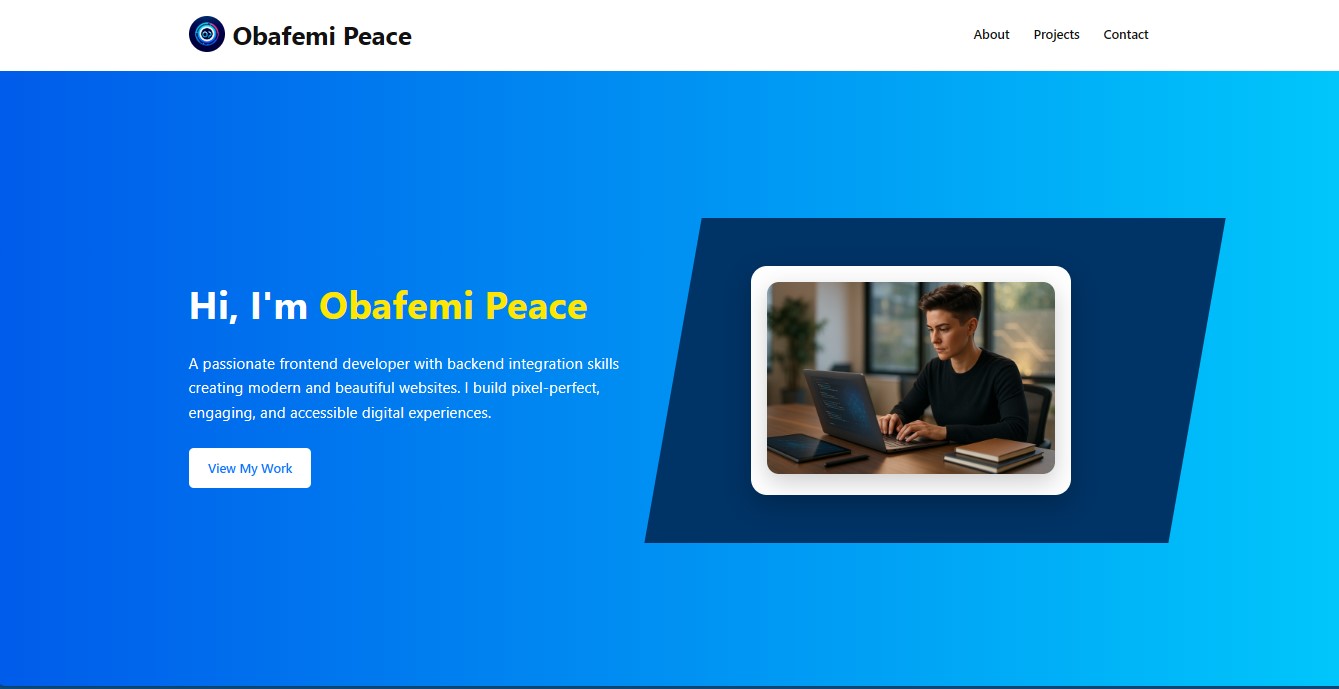 Obafemi Peace
About Projects Contact
Hi, I'm Obafemi Peace
A passionate frontend developer with backend integration skills
creating modern and beautiful websites. I build pixel-perfect,
engaging, and accessible digital experiences.
View My Work